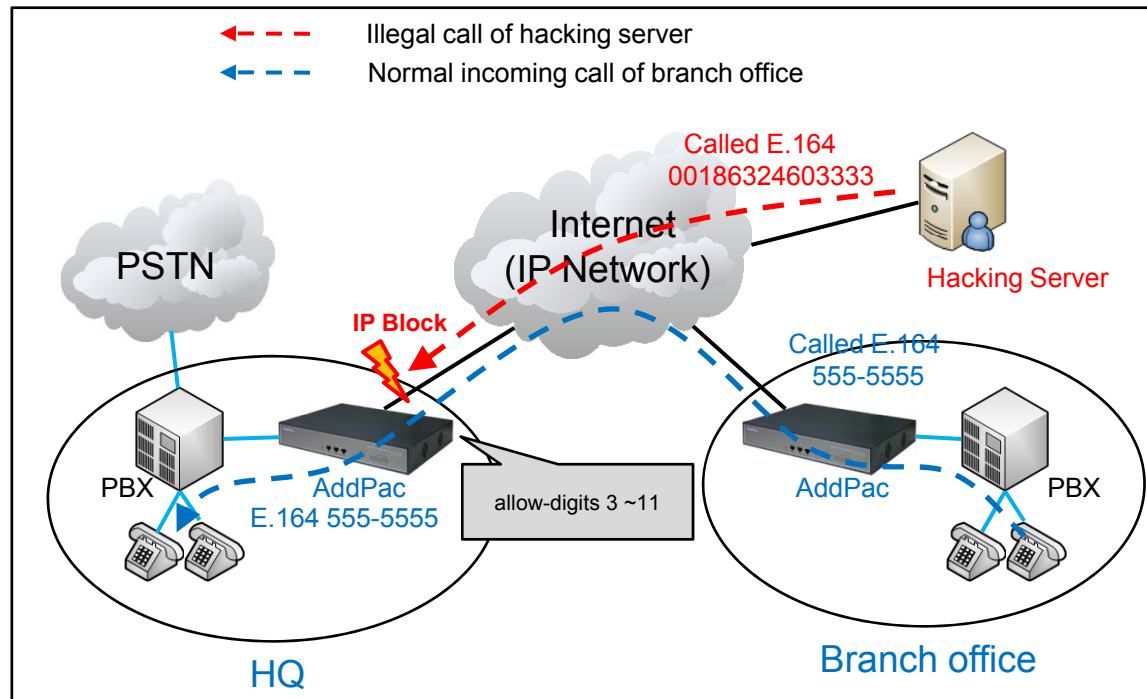 Illegal call of hacking server
Normal incoming call of branch office
Called E.164
00186324603333
Internet
(IP Network)
PSTN
Hacking Server
IP Block
Called E.164
555-5555
PBX
AddPac
E.164 555-5555
allow-digits 3 ~11
AddPac
PBX
HQ
Branch office